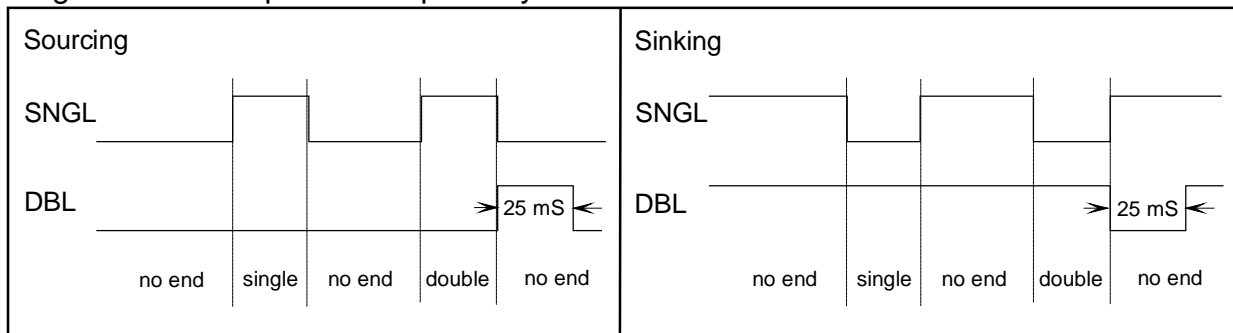 Sourcing
SNGL
DBL
25 mS
no end single no end double no end
Sinking
SNGL
DBL
25 mS
no end single no end double no end